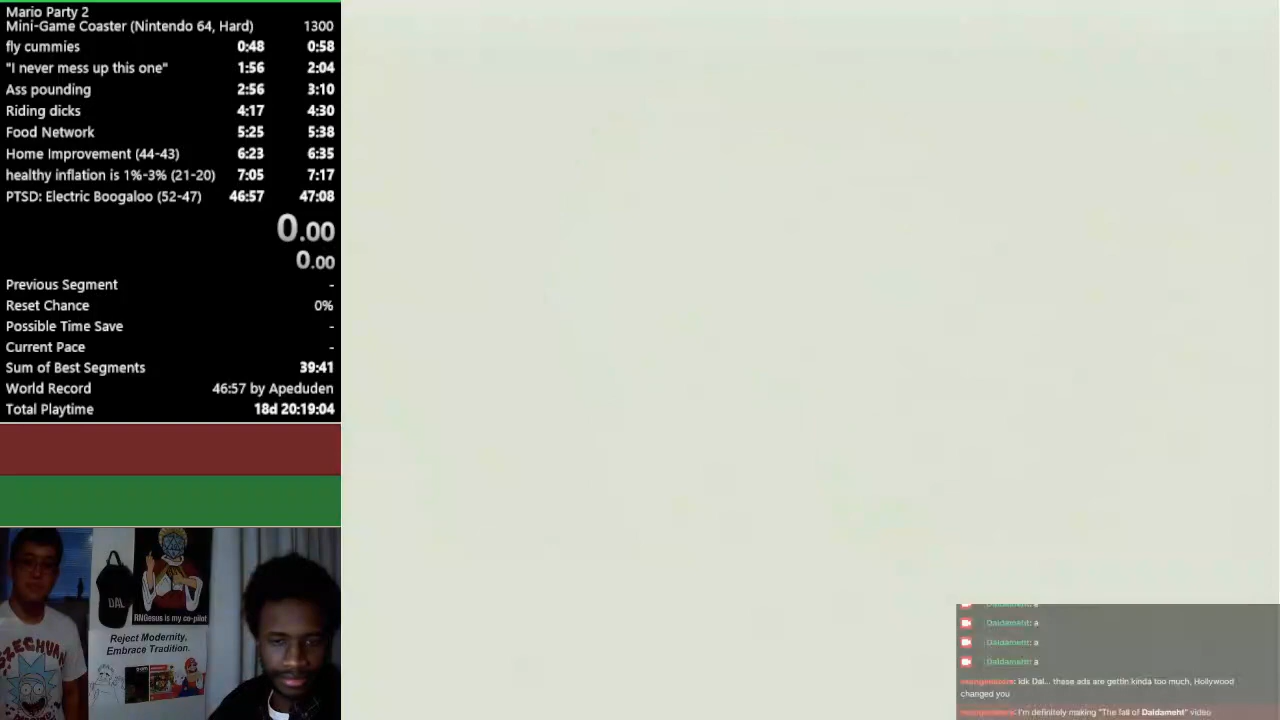 Mario Party 2
Mini-Game Coaster (Nintendo 64, Hard) 1300
fly cummies 0:48 0:58
"I never mess up this one" 1:56 2:04
Ass pounding 2:56 3:10
Riding dicks 4:17 4:30
Food Network 5:25 5:38
Home Improvement (44-43) 6:23 6:35
healthy inflation is 1%-3% (21-20) 7:05 7:17
PTSD: Electric Boogaloo (52-47) 46:57 47:08
0.00
0.00
Previous Segment -
Reset Chance 0%
Possible Time Save -
Current Pace -
Sum of Best Segments 39:41
World Record 46:57 by Apeduden
Total Playtime 18d 20:19:04
DAL
RNGesus is my co-pilot
Reject Modernity,
Embrace Tradition.
Daldameht: a
Daldameht: a
Daldameht: a
Daldameht: a
: Idk Dal... these ads are gettin kinda too much, Hollywood
changed you
: I'm definitely making "The fall of Daldameht" video